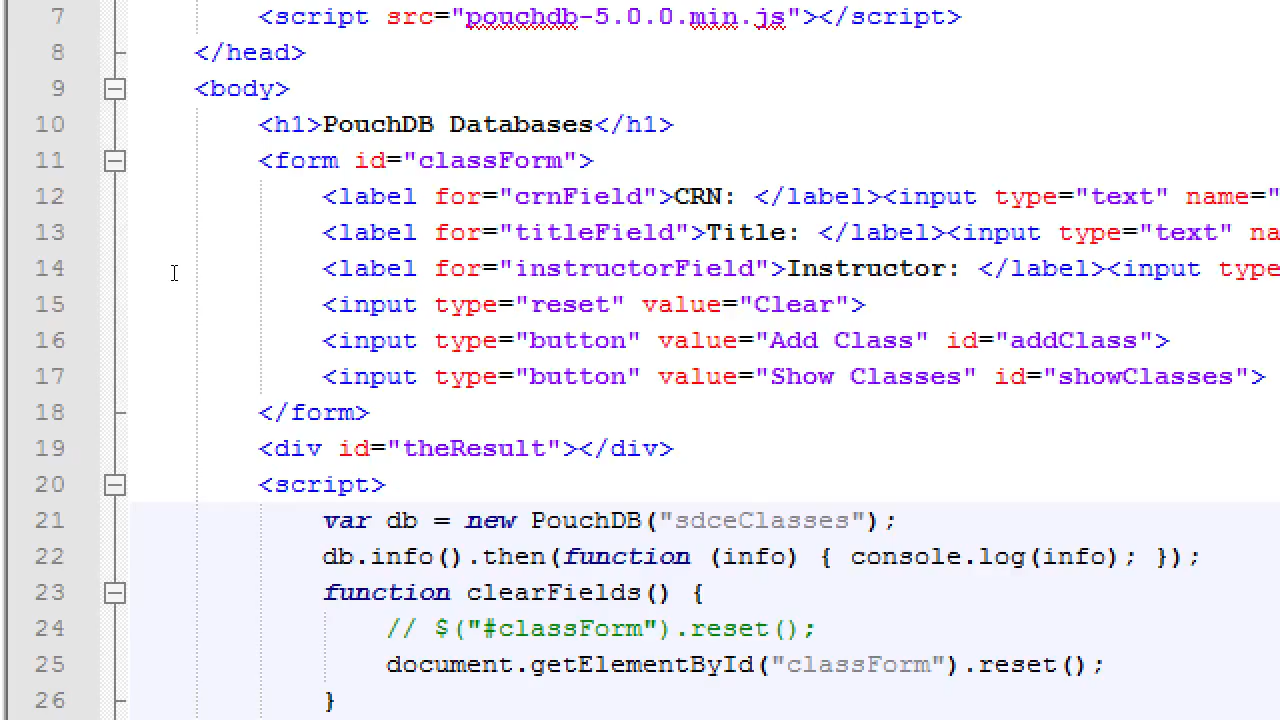 7 <script src="pouchdb-5.0.0.min.js"></script>
8 </head>
9 <body>
10 <h1>PouchDB Databases</h1>
11 <form id="classForm">
12 <label for="crnField">CRN: </label><input type="text" name="
13 <label for="titleField">Title: </label><input type="text" na
14 <label for="instructorField">Instructor: </label><input type
15 <input type="reset" value="Clear">
16 <input type="button" value="Add Class" id="addClass">
17 <input type="button" value="Show Classes" id="showClasses">
18 </form>
19 <div id="theResult"></div>
20 <script>
21 var db = new PouchDB("sdceClasses");
22 db.info().then(function (info) { console.log(info); });
23 function clearFields() {
24 // $("#classForm").reset();
25 document.getElementById("classForm").reset();
26 }